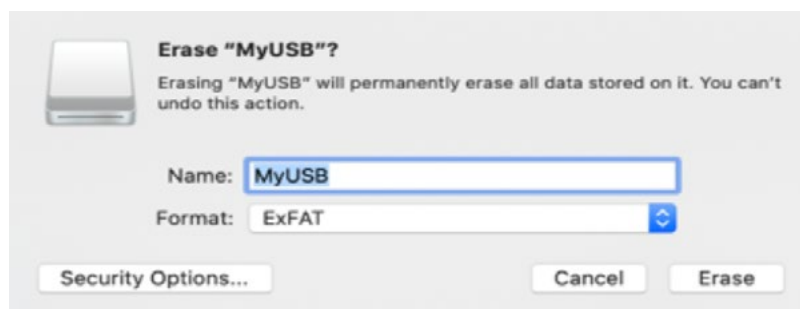 Erase “MyUSB”?
Erasing “MyUSB” will permanently erase all data stored on it. You can’t
undo this action.
Name: MyUSB
Format: ExFAT
Security Options... Cancel Erase